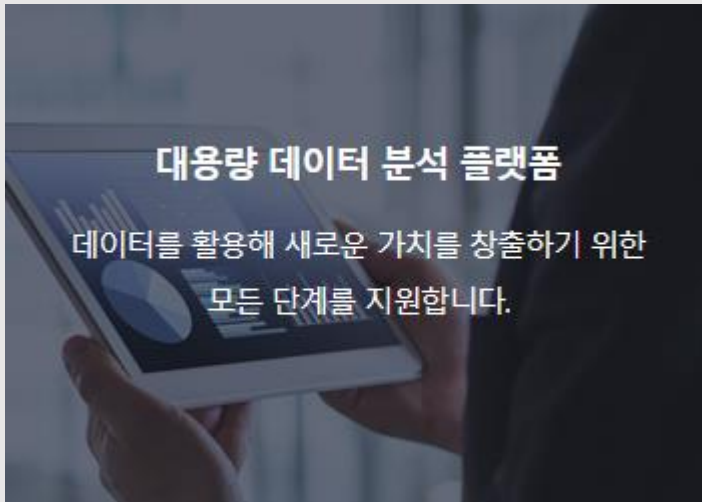 대용량 데이터 분석 플랫폼
데이터를 활용해 새로운 가치를 창출하기 위한
모든 단계를 지원합니다.